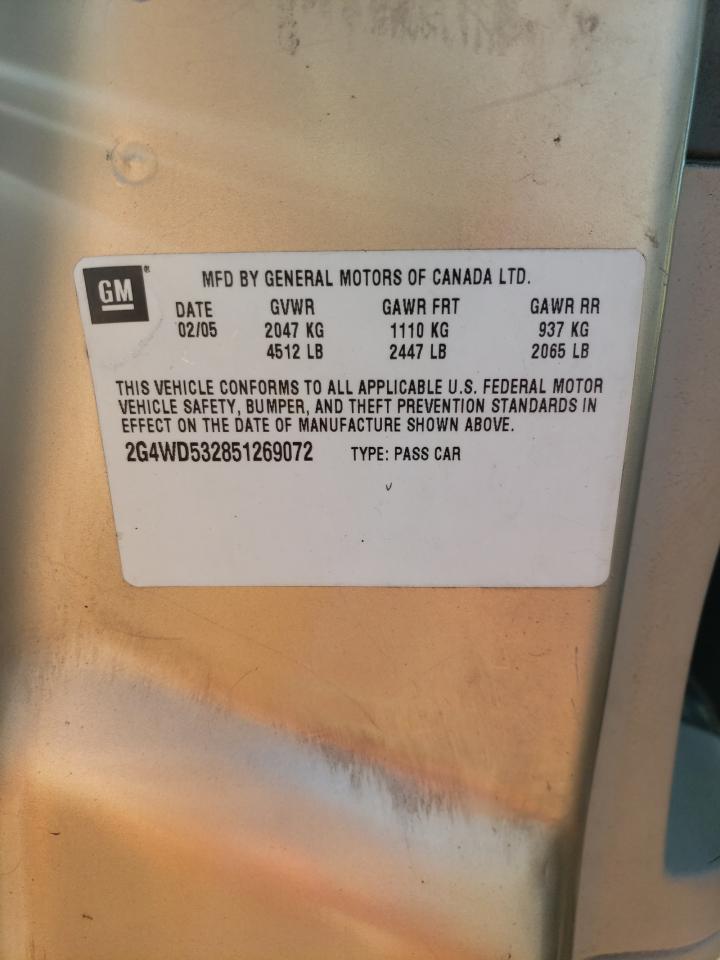 GM ® MFD BY GENERAL MOTORS OF CANADA LTD.
DATE GVWR GAWR FRT GAWR RR
02/05 2047 KG 1110 KG 937 KG
4512 LB 2447 LB 2065 LB
THIS VEHICLE CONFORMS TO ALL APPLICABLE U.S. FEDERAL MOTOR
VEHICLE SAFETY, BUMPER, AND THEFT PREVENTION STANDARDS IN
EFFECT ON THE DATE OF MANUFACTURE SHOWN ABOVE.
2G4WD532851269072 TYPE: PASS CAR